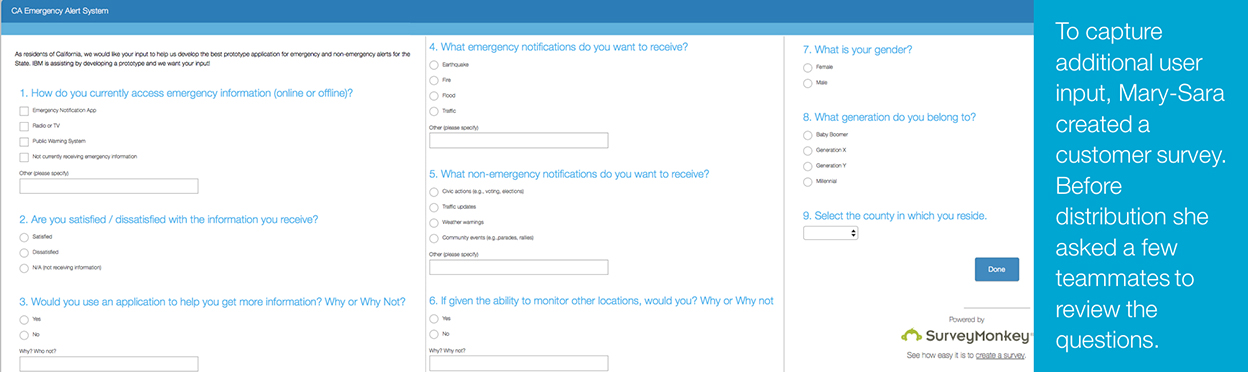 CA Emergency Alert System
As residents of California, we would like your input to help us develop the best prototype application for emergency and non-emergency alerts for the
State. IBM is assisting by developing a prototype and we want your input!
1. How do you currently access emergency information (online or offline)?
Emergency Notification App
Radio or TV
Public Warning System
Not currently receiving emergency information
Other (please specify)
2. Are you satisfied / dissatisfied with the information you receive?
Satisfied
Dissatisfied
N/A (not receiving information)
3. Would you use an application to help you get more information? Why or Why Not?
Yes
No
Why? Who not?
4. What emergency notifications do you want to receive?
Earthquake
Fire
Flood
Traffic
Other (please specify)
5. What non-emergency notifications do you want to receive?
Civic actions (e.g., voting, elections)
Traffic updates
Weather warnings
Community events (e.g.,parades, rallies)
Other (please specify)
6. If given the ability to monitor other locations, would you? Why or Why not
Yes
No
Why? Why not?
7. What is your gender?
Female
Male
8. What generation do you belong to?
Baby Boomer
Generation X
Generation Y
Millennial
9. Select the county in which you reside.
Done
Powered by
SurveyMonkey
See how easy it is to create a survey.
To capture
additional user
input, Mary-Sara
created a
customer survey.
Before
distribution she
asked a few
teammates to
review the
questions.